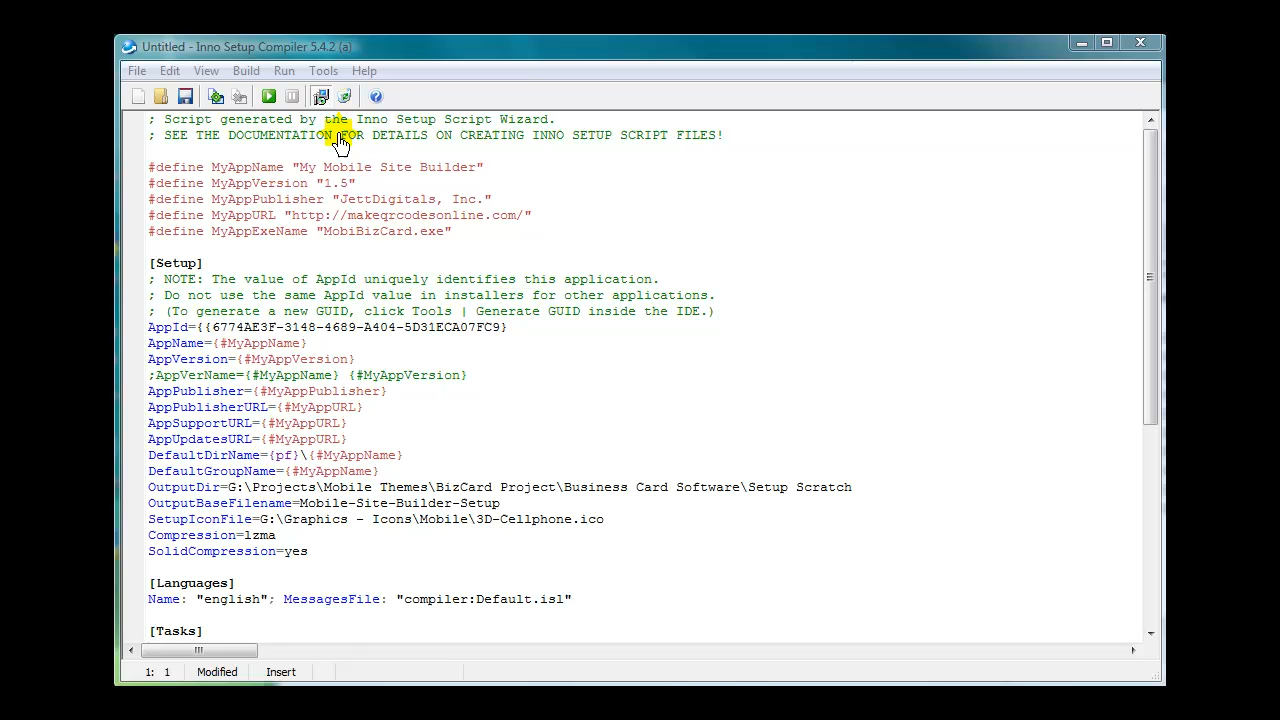 Untitled - Inno Setup Compiler 5.4.2 (a)
File Edit View Build Run Tools Help
; Script generated by the Inno Setup Script Wizard.
; SEE THE DOCUMENTATION FOR DETAILS ON CREATING INNO SETUP SCRIPT FILES!
#define MyAppName "My Mobile Site Builder"
#define MyAppVersion "1.5"
#define MyAppPublisher "JettDigitals, Inc."
#define MyAppURL "http://makeqrcodesonline.com/"
#define MyAppExeName "MobiBizCard.exe"
[Setup]
; NOTE: The value of AppId uniquely identifies this application.
; Do not use the same AppId value in installers for other applications.
; (To generate a new GUID, click Tools | Generate GUID inside the IDE.)
AppId={{6774AE3F-3148-4689-A404-5D31ECA07FC9}
AppName={#MyAppName}
AppVersion={#MyAppVersion}
;AppVerName={#MyAppName} {#MyAppVersion}
AppPublisher={#MyAppPublisher}
AppPublisherURL={#MyAppURL}
AppSupportURL={#MyAppURL}
AppUpdatesURL={#MyAppURL}
DefaultDirName={pf}\{#MyAppName}
DefaultGroupName={#MyAppName}
OutputDir=G:\Projects\Mobile Themes\BizCard Project\Business Card Software\Setup Scratch
OutputBaseFilename=Mobile-Site-Builder-Setup
SetupIconFile=G:\Graphics - Icons\Mobile\3D-Cellphone.ico
Compression=lzma
SolidCompression=yes
[Languages]
Name: "english"; MessagesFile: "compiler:Default.isl"
[Tasks]
1: 1 Modified Insert